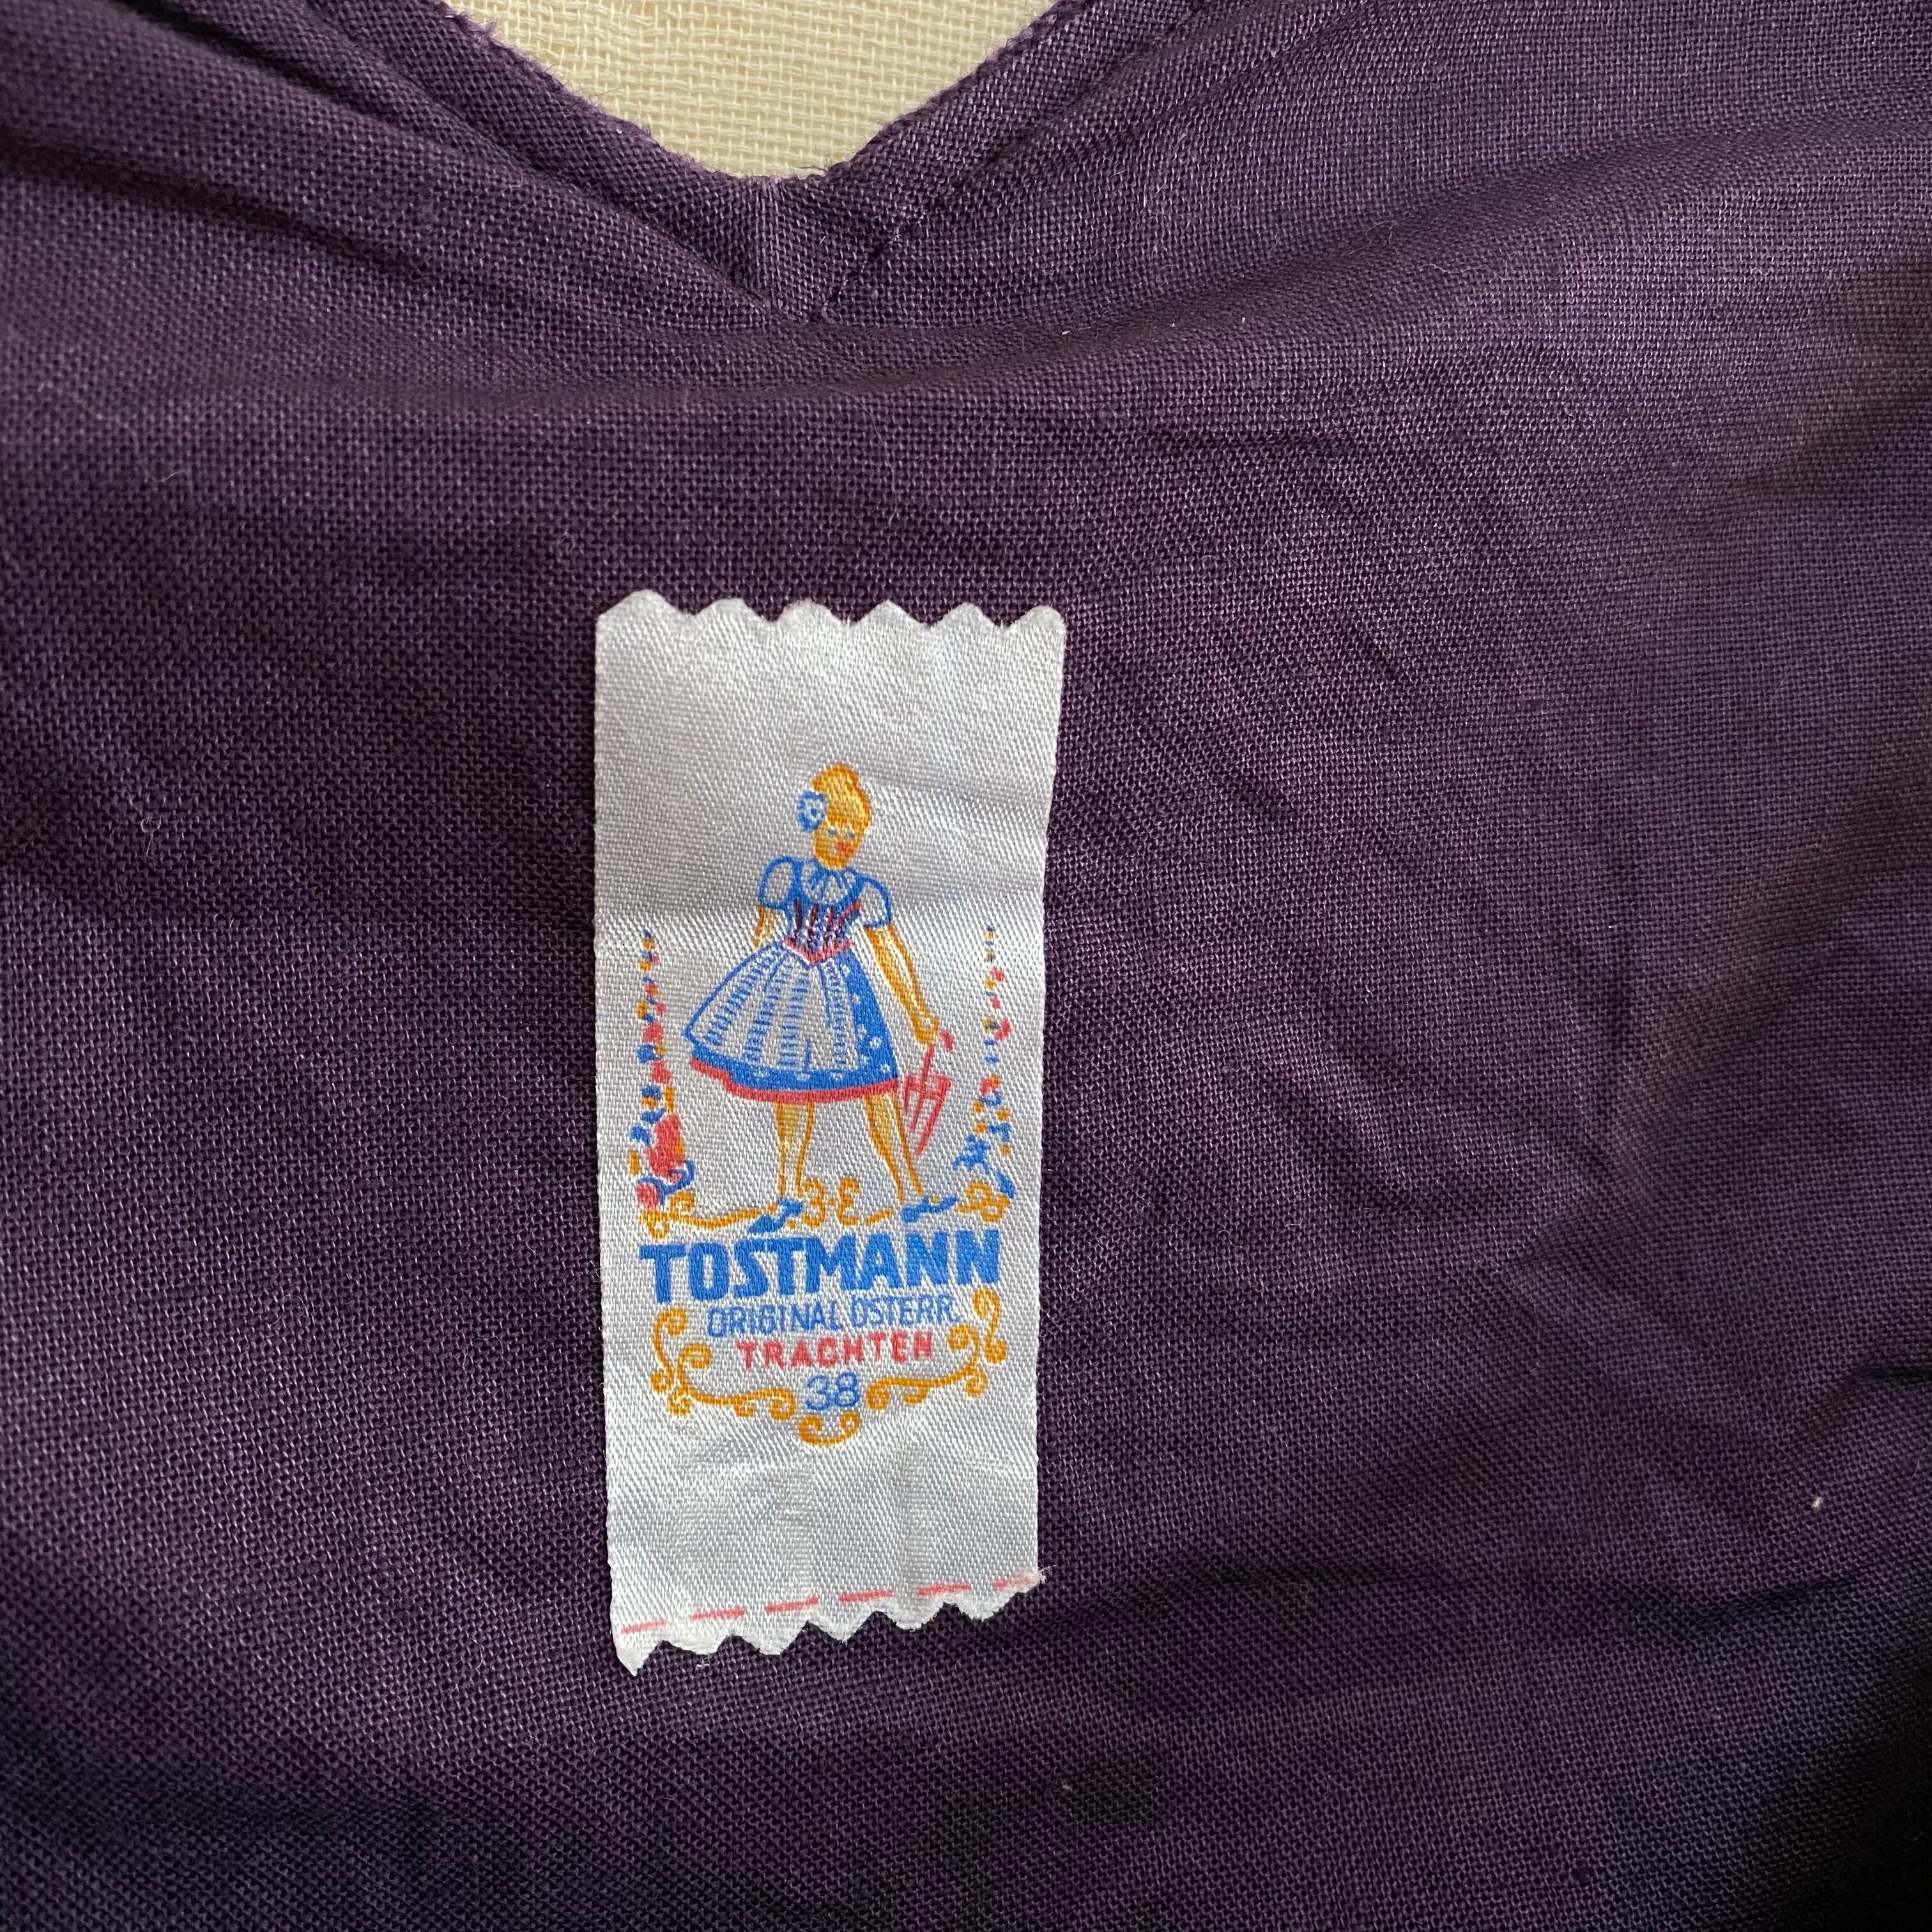 TOSTMANN
ORIGINAL ÖSTERR.
TRACHTEN
38